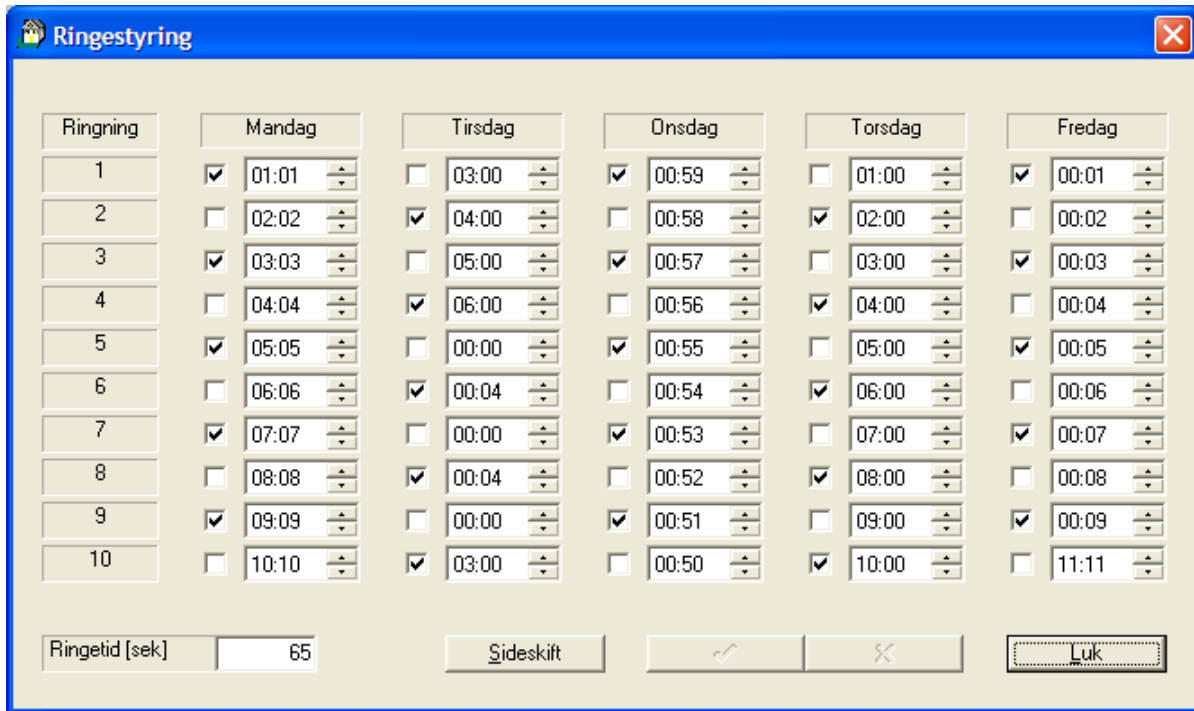 Ringestyring
Ringning Mandag Tirsdag Onsdag Torsdag Fredag
1 01:01 03:00 00:59 01:00 00:01
2 02:02 04:00 00:58 02:00 00:02
3 03:03 05:00 00:57 03:00 00:03
4 04:04 06:00 00:56 04:00 00:04
5 05:05 00:00 00:55 05:00 00:05
6 06:06 00:04 00:54 06:00 00:06
7 07:07 00:00 00:53 07:00 00:07
8 08:08 00:04 00:52 08:00 00:08
9 09:09 00:00 00:51 09:00 00:09
10 10:10 03:00 00:50 10:00 11:11
Ringetid [sek] 65 Sideskift Luk